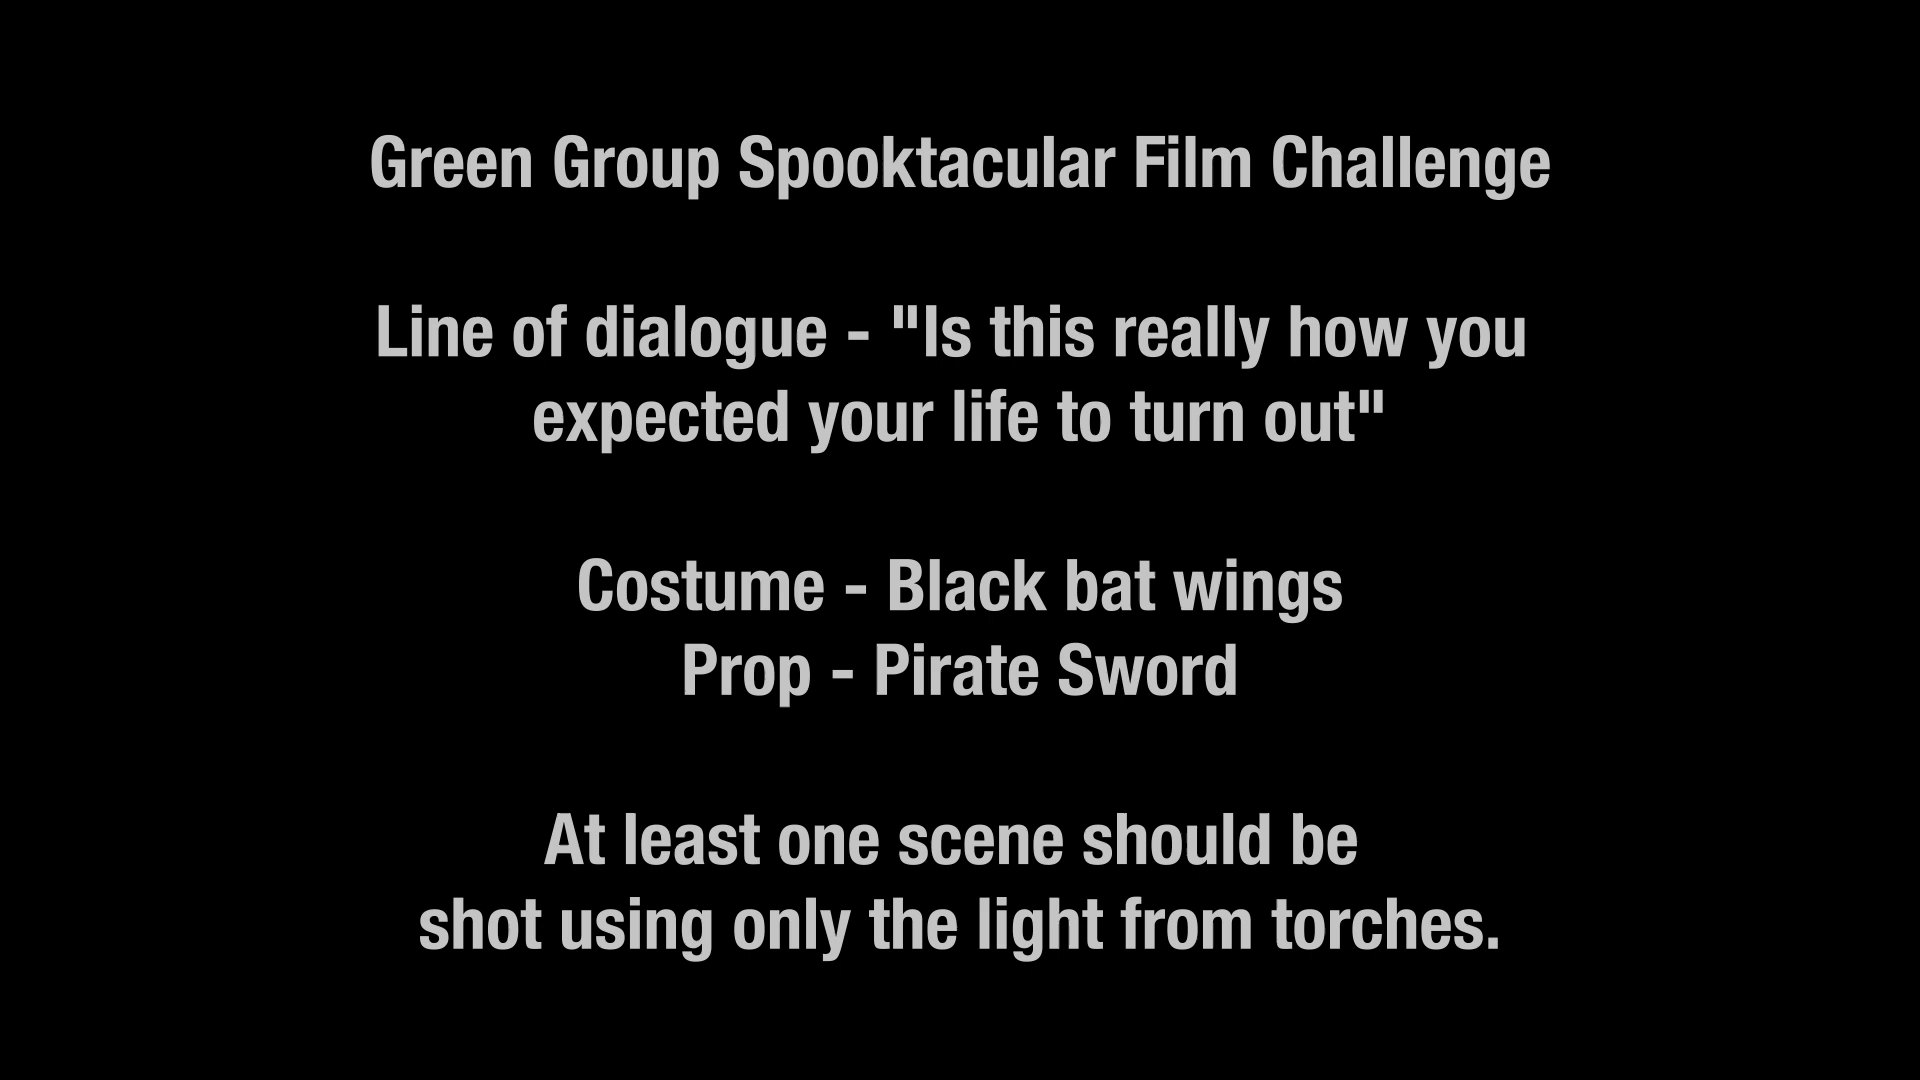 Green Group Spooktacular Film Challenge
Line of dialogue - "Is this really how you
expected your life to turn out"
Costume - Black bat wings
Prop - Pirate Sword
At least one scene should be
shot using only the light from torches.